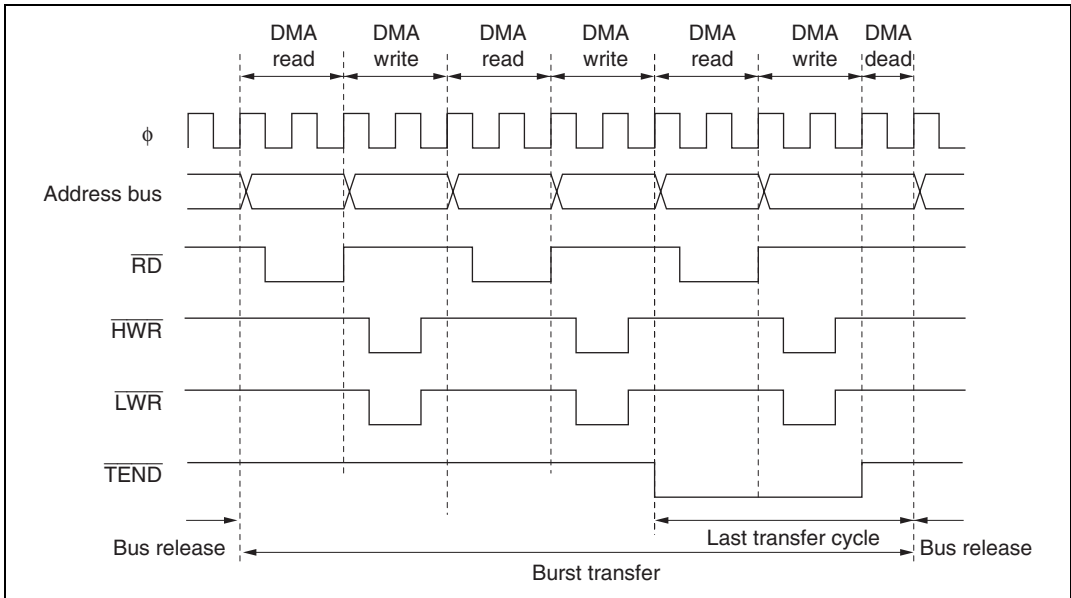 DMA read DMA write DMA read DMA write DMA read DMA write DMA dead
ϕ
Address bus
RD
HWR
LWR
TEND
Bus release
Last transfer cycle
Bus release
Burst transfer